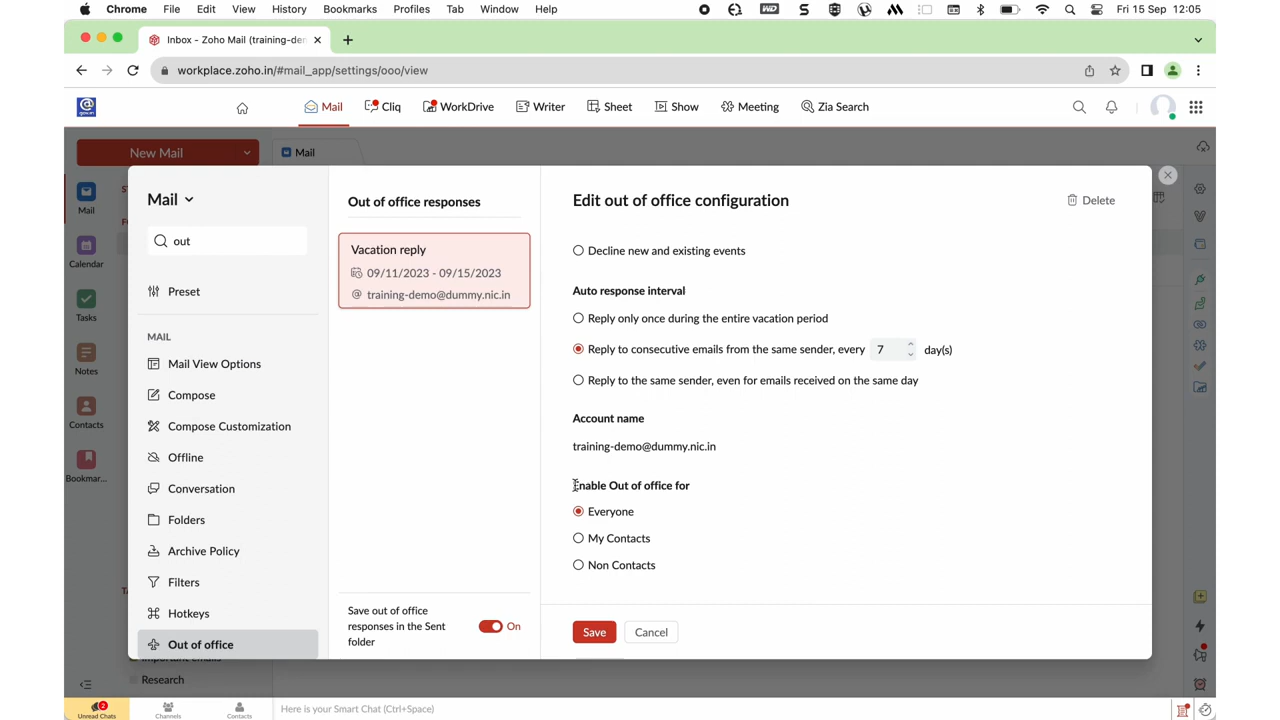 Chrome File Edit View History Bookmarks Profiles Tab Window Help
WD
Fri 15 Sep 12:05
Inbox - Zoho Mail (training-de
workplace.zoho.in/#mail_app/settings/ooo/view
gov.in
Mail Cliq WorkDrive Writer Sheet Show Meeting Zia Search
New Mail
Mail
Mail
Calendar
Tasks
Notes
Contacts
Bookmar...
Mail
out
Preset
MAIL
Mail View Options
Compose
Compose Customization
Offline
Conversation
Folders
Archive Policy
Filters
Hotkeys
Out of office
Research
Out of office responses
Vacation reply
09/11/2023 - 09/15/2023
training-demo@dummy.nic.in
Save out of office
responses in the Sent
folder
On
Edit out of office configuration
Delete
Decline new and existing events
Auto response interval
Reply only once during the entire vacation period
Reply to consecutive emails from the same sender, every 7 day(s)
Reply to the same sender, even for emails received on the same day
Account name
training-demo@dummy.nic.in
Enable Out of office for
Everyone
My Contacts
Non Contacts
Save Cancel
2
Unread Chats Channels Contacts
Here is your Smart Chat (Ctrl+Space)